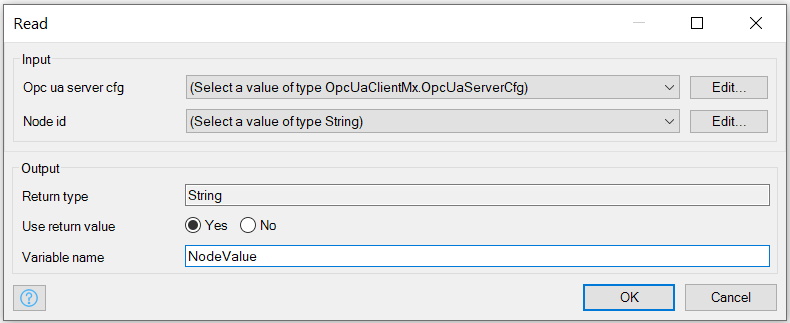 Read
Input
Opc ua server cfg (Select a value of type OpcUaClientMx.OpcUaServerCfg) Edit...
Node id (Select a value of type String) Edit...
Output
Return type String
Use return value Yes No
Variable name NodeValue
? OK Cancel